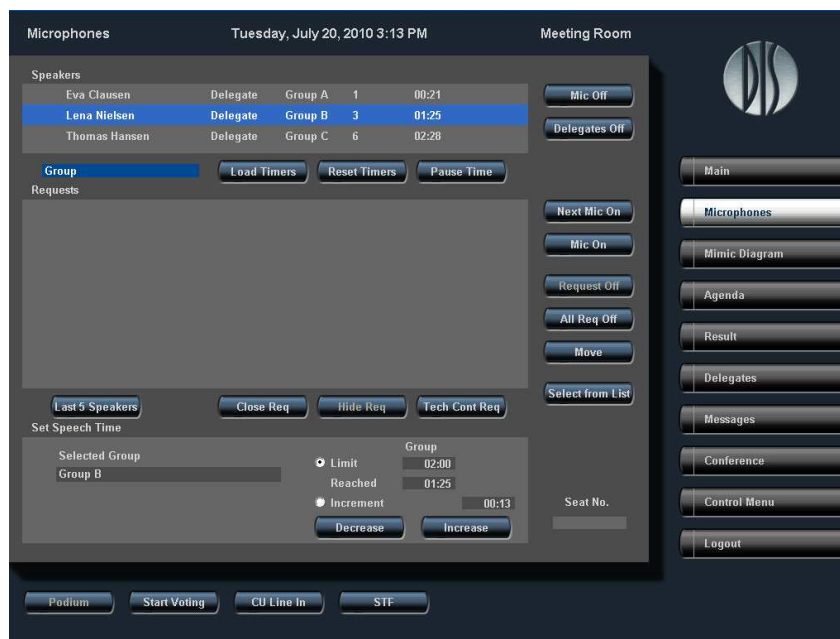 Microphones Tuesday, July 20, 2010 3:13 PM Meeting Room
DIS
Speakers
Eva Clausen Delegate Group A 1 00:21
Lena Nielsen Delegate Group B 3 01:25
Thomas Hansen Delegate Group C 6 02:28
Mic Off
Delegates Off
Group Load Timers Reset Timers Pause Time
Requests
Next Mic On
Mic On
Request Off
All Req Off
Move
Select from List
Last 5 Speakers Close Req Hide Req Tech Cont Req
Set Speech Time
Selected Group
Group B
Group
Limit 02:00
Reached 01:25
Increment 00:13
Decrease Increase
Seat No.
Main
Microphones
Mimic Diagram
Agenda
Result
Delegates
Messages
Conference
Control Menu
Logout
Podium Start Voting CU Line In STF